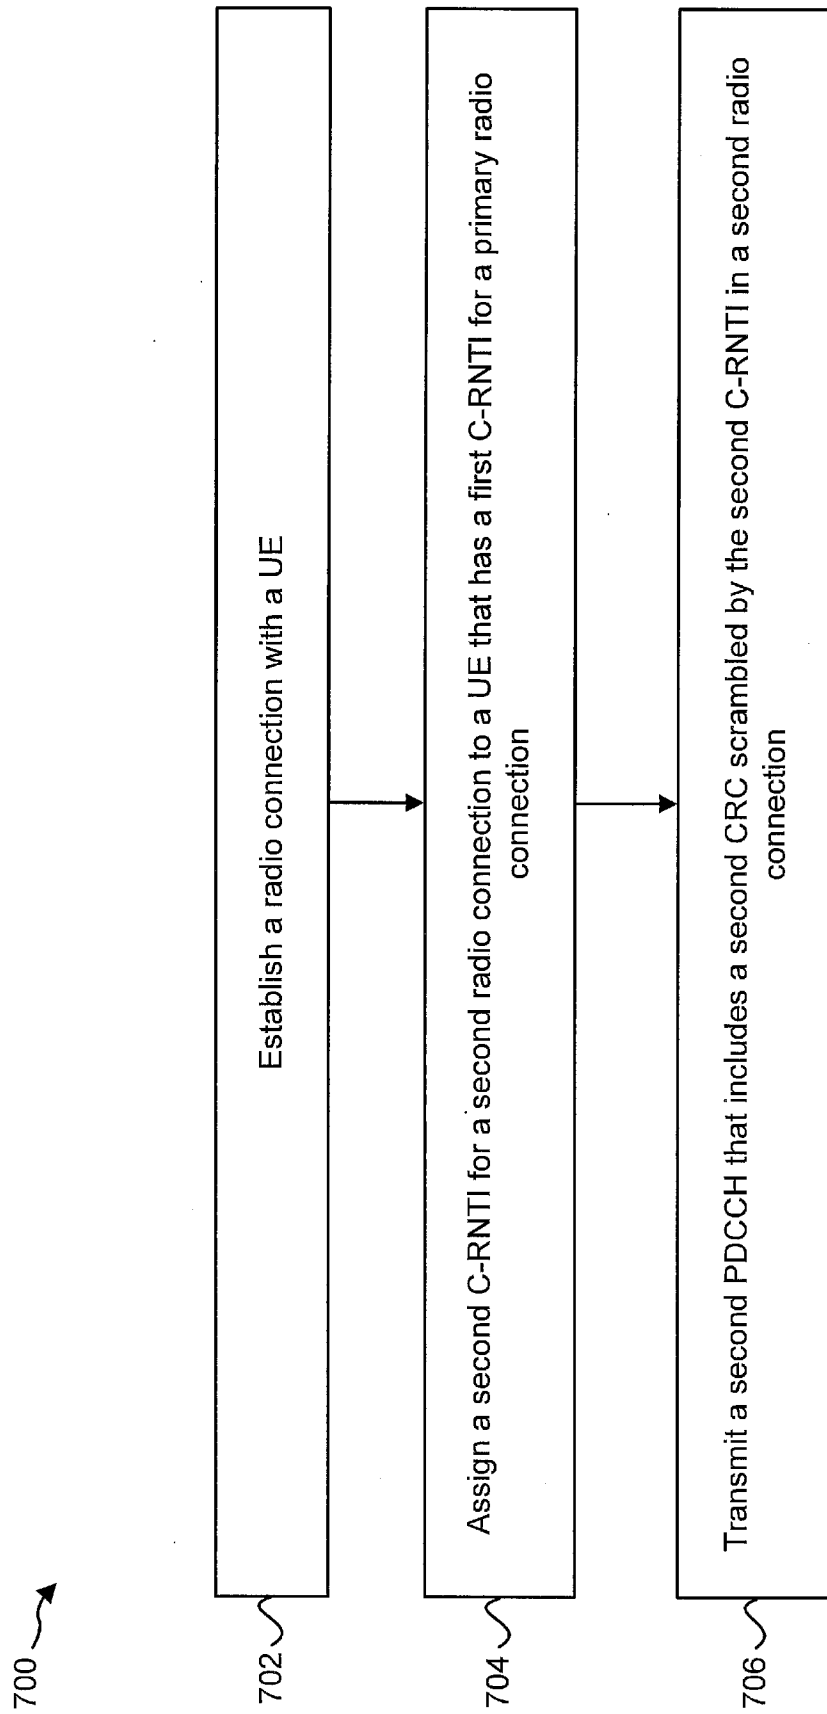 700
702
Establish a radio connection with a UE
704
Assign a second C-RNTI for a second radio connection to a UE that has a first C-RNTI for a primary radio
connection
706
Transmit a second PDCCH that includes a second CRC scrambled by the second C-RNTI in a second radio
connection